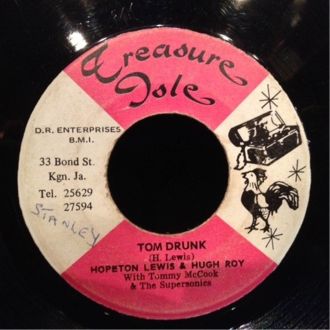 Treasure
Isle
D.R. ENTERPRISES
B.M.I.
33 Bond St.
Kgn. Ja.
Tel. 25629
27594
STANLEY
TOM DRUNK
(H. Lewis)
HOPETON LEWIS & HUGH ROY
With Tommy McCook
& The Supersonics